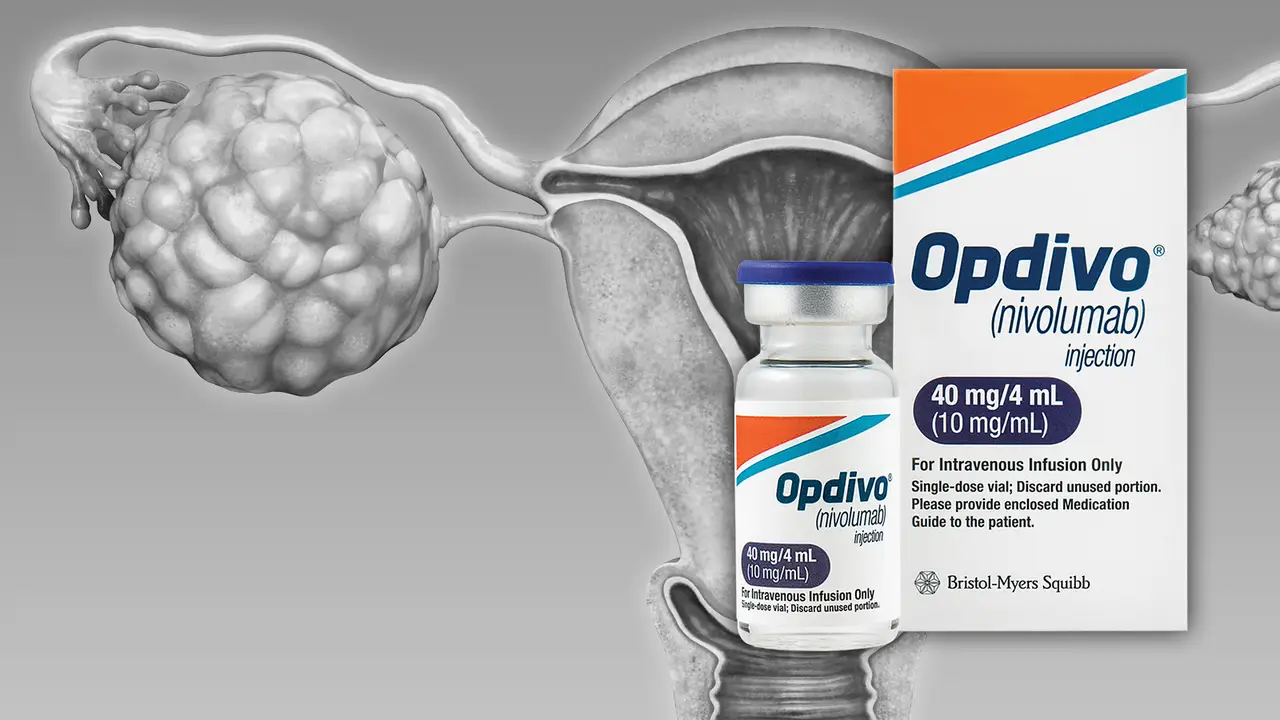 Opdivo®
(nivolumab)
injection
40 mg/4 mL
(10 mg/mL)
For Intravenous Infusion Only
Single-dose vial; Discard unused portion.
Please provide enclosed Medication
Guide to the patient.
Bristol-Myers Squibb
Opdivo®
(nivolumab)
injection
40 mg/4 mL
(10 mg/mL)
For Intravenous Infusion Only
Single-dose vial; Discard unused portion.